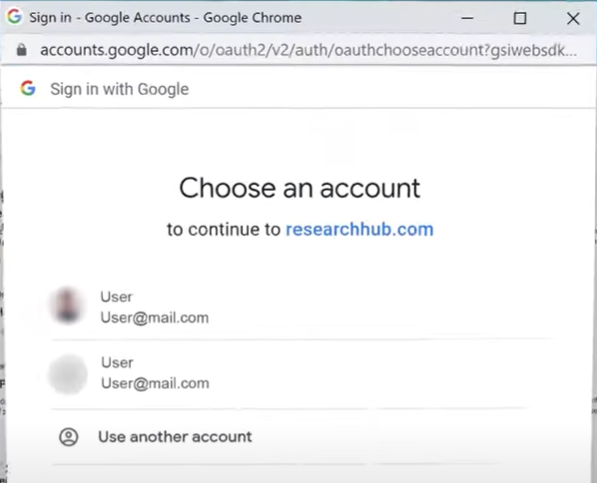 Sign in - Google Accounts - Google Chrome
accounts.google.com/o/oauth2/v2/auth/oauthchooseaccount?gsiwebsdk...
Sign in with Google
Choose an account
to continue to researchhub.com
User
User@mail.com
User
User@mail.com
Use another account